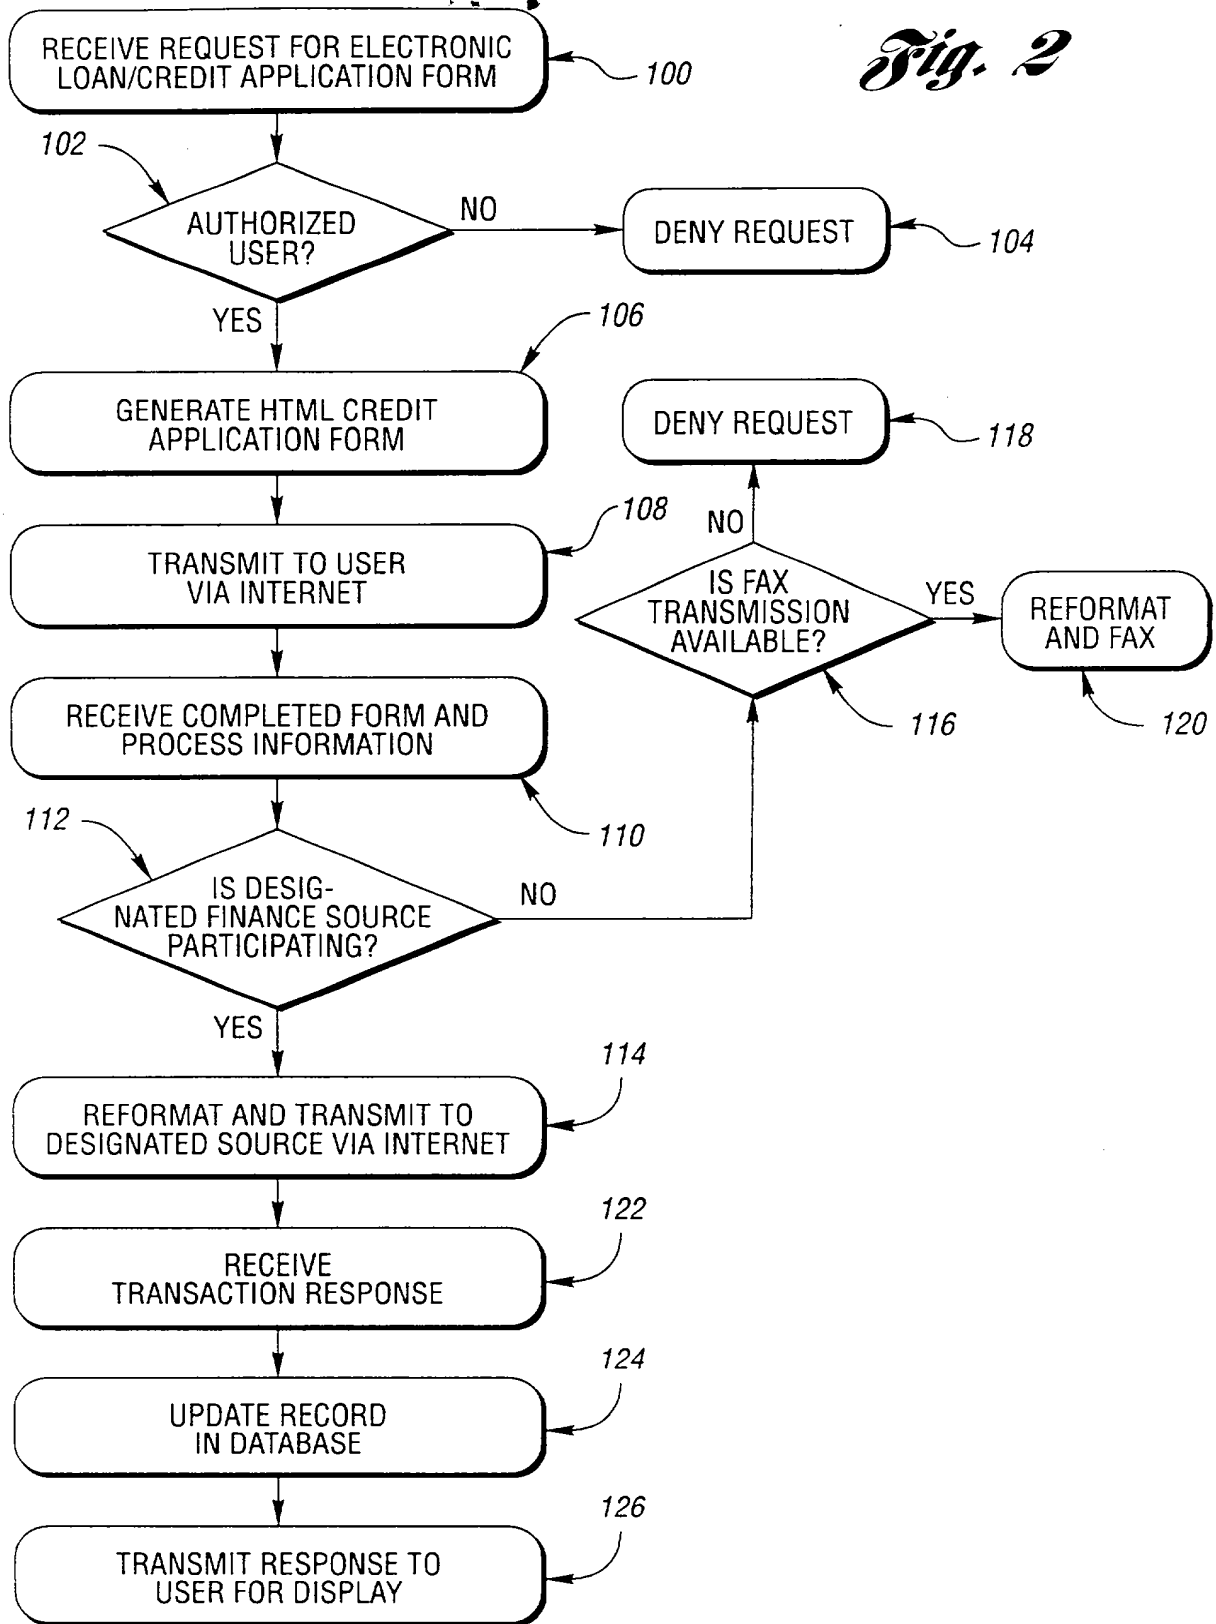 Fig. 2
RECEIVE REQUEST FOR ELECTRONIC
LOAN/CREDIT APPLICATION FORM
100
102
AUTHORIZED
USER?
NO
DENY REQUEST
104
YES
106
GENERATE HTML CREDIT
APPLICATION FORM
DENY REQUEST
118
108
NO
TRANSMIT TO USER
VIA INTERNET
IS FAX
TRANSMISSION
AVAILABLE?
YES
REFORMAT
AND FAX
116
120
RECEIVE COMPLETED FORM AND
PROCESS INFORMATION
110
112
IS DESIG-
NATED FINANCE SOURCE
PARTICIPATING?
NO
YES
114
REFORMAT AND TRANSMIT TO
DESIGNATED SOURCE VIA INTERNET
122
RECEIVE
TRANSACTION RESPONSE
124
UPDATE RECORD
IN DATABASE
126
TRANSMIT RESPONSE TO
USER FOR DISPLAY